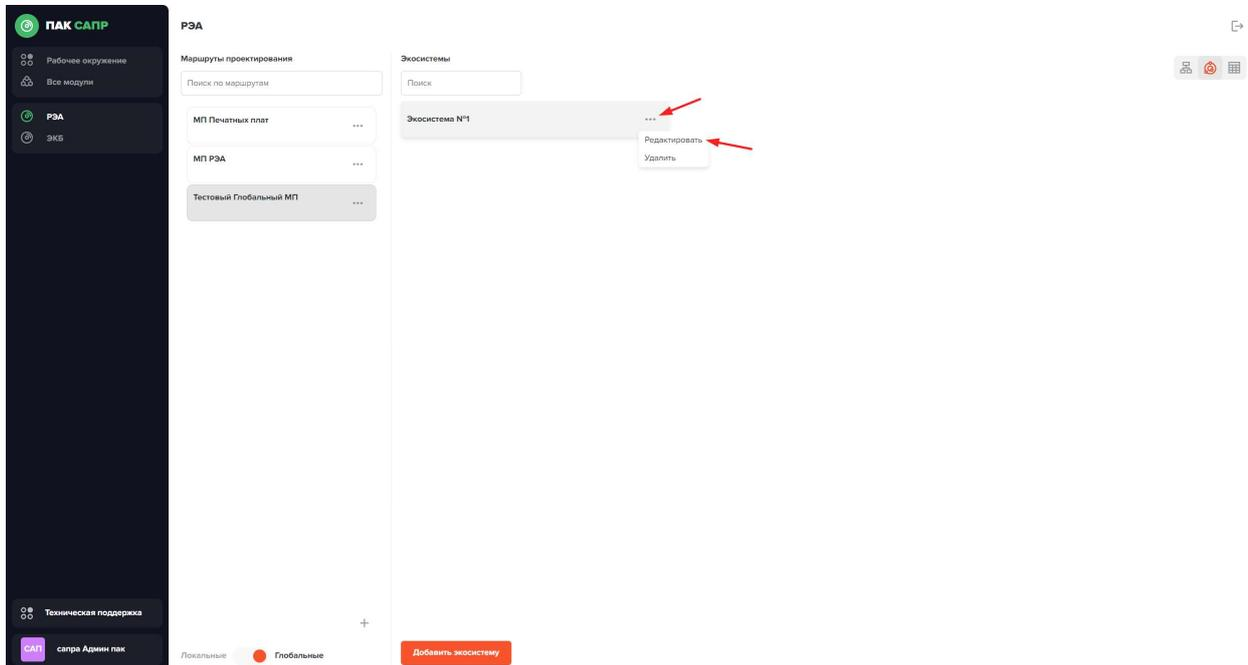 ПАК САПР
Рабочее окружение
Все модули
РЭА
ЭКБ
Техническая поддержка
САП
сапра Админ пак
РЭА
Маршруты проектирования
Поиск по маршрутам
МП Печатных плат
МП РЭА
Тестовый Глобальный МП
Локальные
Глобальные
Экосистемы
Поиск
Экосистема №1
Редактировать
Удалить
Добавить экосистему